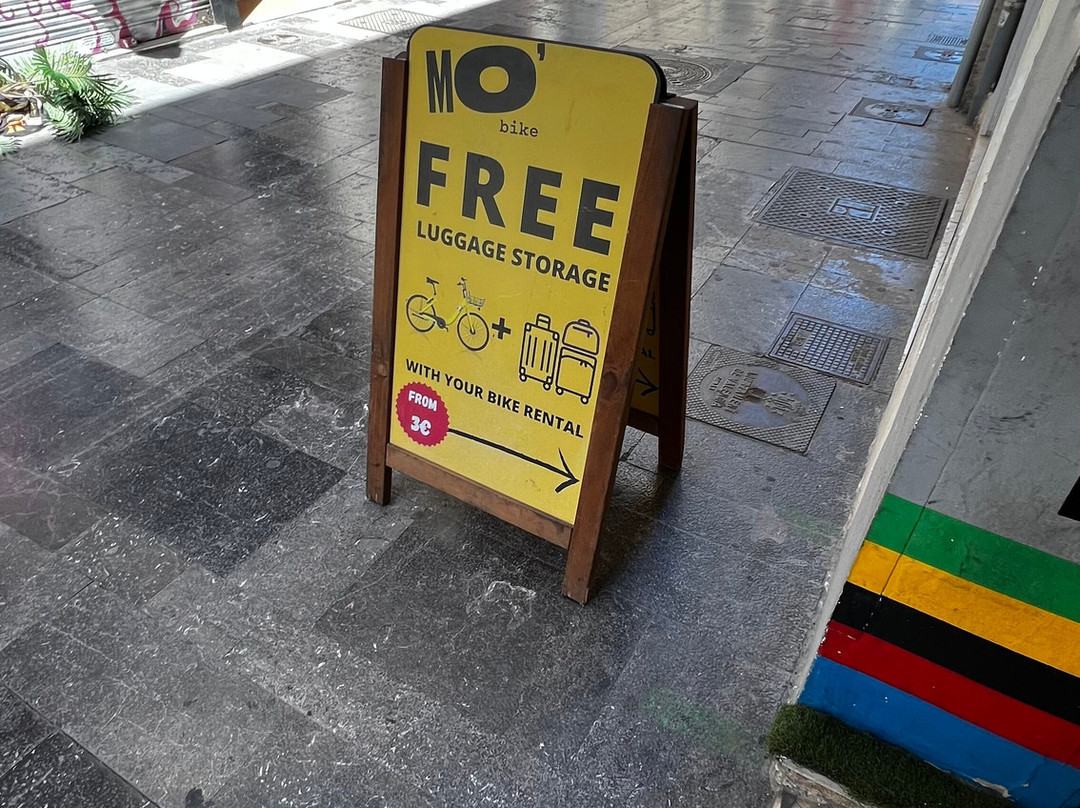 MO'
bike
FREE
LUGGAGE STORAGE
+
WITH YOUR BIKE RENTAL
FROM
3€